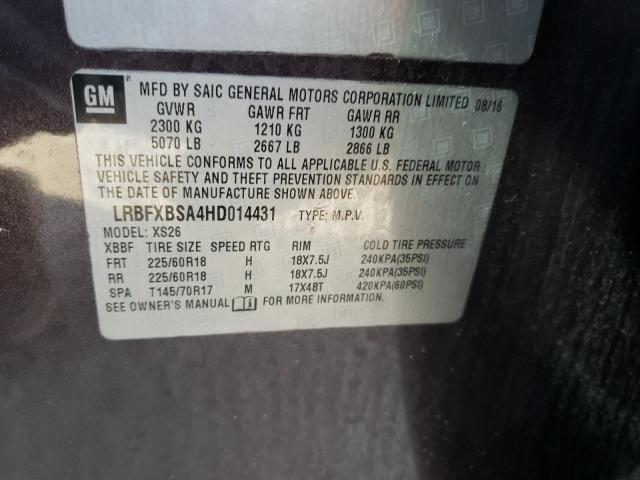 GM
MFD BY SAIC GENERAL MOTORS CORPORATION LIMITED 08/16
GVWR GAWR FRT GAWR RR
2300 KG 1210 KG 1300 KG
5070 LB 2667 LB 2866 LB
THIS VEHICLE CONFORMS TO ALL APPLICABLE U.S. FEDERAL MOTOR
VEHICLE SAFETY AND THEFT PREVENTION STANDARDS IN EFFECT ON
THE DATE OF MANUFACTURE SHOWN ABOVE.
LRBFXBSA4HD014431 TYPE: M.P.V.
MODEL: XS26
XBBF TIRE SIZE SPEED RTG RIM COLD TIRE PRESSURE
FRT 225/60R18 H 18X7.5J 240KPA(35PSI)
RR 225/60R18 H 18X7.5J 240KPA(35PSI)
SPA T145/70R17 M 17X4BT 420KPA(60PSI)
SEE OWNER'S MANUAL FOR MORE INFORMATION.